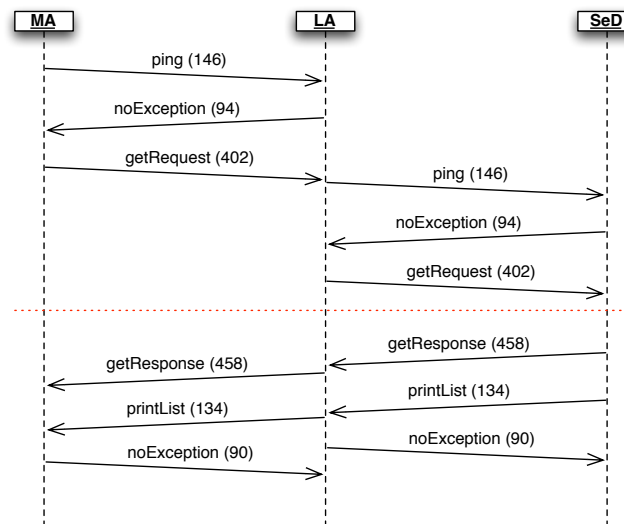 MA
LA
SeD
ping (146)
noException (94)
getRequest (402)
ping (146)
noException (94)
getRequest (402)
getResponse (458)
getResponse (458)
printList (134)
printList (134)
noException (90)
noException (90)